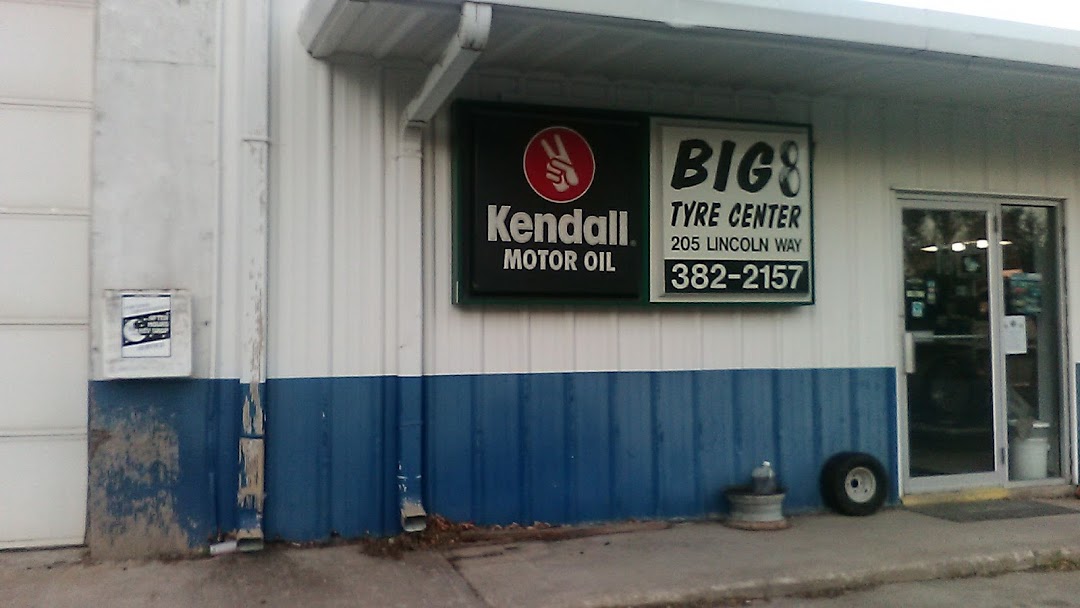 Kendall
MOTOR OIL
BIG 8
TYRE CENTER
205 LINCOLN WAY
382-2157